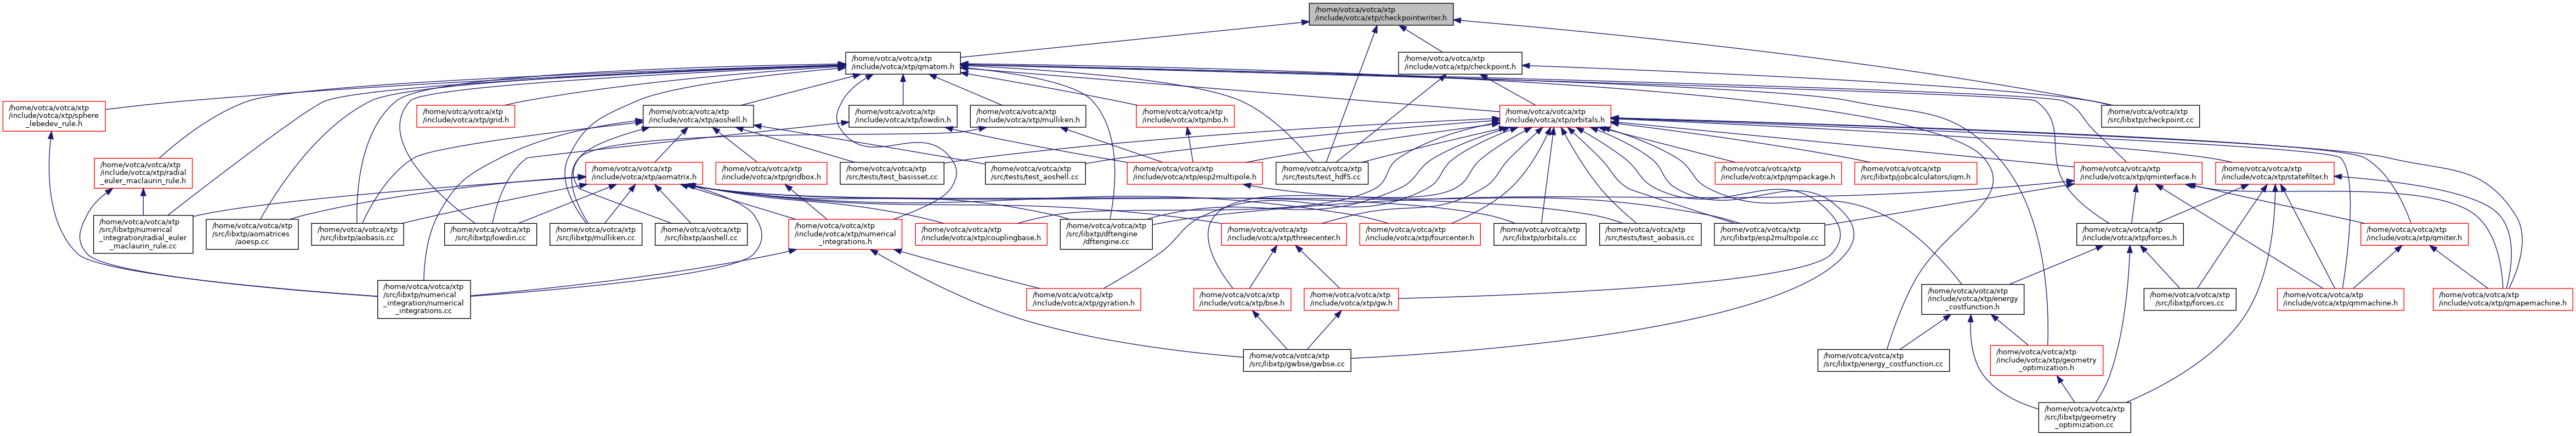 /home/votca/votca/xtp
/include/votca/xtp/checkpointwriter.h
/home/votca/votca/xtp
/include/votca/xtp/qmatom.h
/home/votca/votca/xtp
/include/votca/xtp/checkpoint.h
/home/votca/votca/xtp
/include/votca/xtp/sphere
_lebedev_rule.h
/home/votca/votca/xtp
/include/votca/xtp/grid.h
/home/votca/votca/xtp
/include/votca/xtp/aoshell.h
/home/votca/votca/xtp
/include/votca/xtp/lowdin.h
/home/votca/votca/xtp
/include/votca/xtp/mulliken.h
/home/votca/votca/xtp
/include/votca/xtp/nbo.h
/home/votca/votca/xtp
/include/votca/xtp/orbitals.h
/home/votca/votca/xtp
/src/libxtp/checkpoint.cc
/home/votca/votca/xtp
/include/votca/xtp/radial
_euler_maclaurin_rule.h
/home/votca/votca/xtp
/include/votca/xtp/aomatrix.h
/home/votca/votca/xtp
/include/votca/xtp/gridbox.h
/home/votca/votca/xtp
/src/tests/test_basisset.cc
/home/votca/votca/xtp
/src/tests/test_aoshell.cc
/home/votca/votca/xtp
/include/votca/xtp/esp2multipole.h
/home/votca/votca/xtp
/src/tests/test_hdf5.cc
/home/votca/votca/xtp
/include/votca/xtp/qmpackage.h
/home/votca/votca/xtp
/src/libxtp/jobcalculators/iqm.h
/home/votca/votca/xtp
/include/votca/xtp/qminterface.h
/home/votca/votca/xtp
/include/votca/xtp/statefilter.h
/home/votca/votca/xtp
/src/libxtp/numerical
_integration/radial_euler
_maclaurin_rule.cc
/home/votca/votca/xtp
/src/libxtp/aomatrices
/aoesp.cc
/home/votca/votca/xtp
/src/libxtp/aobasis.cc
/home/votca/votca/xtp
/src/libxtp/lowdin.cc
/home/votca/votca/xtp
/src/libxtp/mulliken.cc
/home/votca/votca/xtp
/src/libxtp/aoshell.cc
/home/votca/votca/xtp
/include/votca/xtp/numerical
_integrations.h
/home/votca/votca/xtp
/include/votca/xtp/couplingbase.h
/home/votca/votca/xtp
/src/libxtp/dftengine
/dftengine.cc
/home/votca/votca/xtp
/include/votca/xtp/threecenter.h
/home/votca/votca/xtp
/include/votca/xtp/fourcenter.h
/home/votca/votca/xtp
/src/libxtp/orbitals.cc
/home/votca/votca/xtp
/src/tests/test_aobasis.cc
/home/votca/votca/xtp
/src/libxtp/esp2multipole.cc
/home/votca/votca/xtp
/include/votca/xtp/forces.h
/home/votca/votca/xtp
/include/votca/xtp/qmiter.h
/home/votca/votca/xtp
/src/libxtp/numerical
_integration/numerical
_integrations.cc
/home/votca/votca/xtp
/include/votca/xtp/gyration.h
/home/votca/votca/xtp
/include/votca/xtp/bse.h
/home/votca/votca/xtp
/include/votca/xtp/gw.h
/home/votca/votca/xtp
/include/votca/xtp/energy
_costfunction.h
/home/votca/votca/xtp
/src/libxtp/forces.cc
/home/votca/votca/xtp
/include/votca/xtp/qmmachine.h
/home/votca/votca/xtp
/include/votca/xtp/qmapemachine.h
/home/votca/votca/xtp
/src/libxtp/gwbse/gwbse.cc
/home/votca/votca/xtp
/src/libxtp/energy_costfunction.cc
/home/votca/votca/xtp
/include/votca/xtp/geometry
_optimization.h
/home/votca/votca/xtp
/src/libxtp/geometry
_optimization.cc